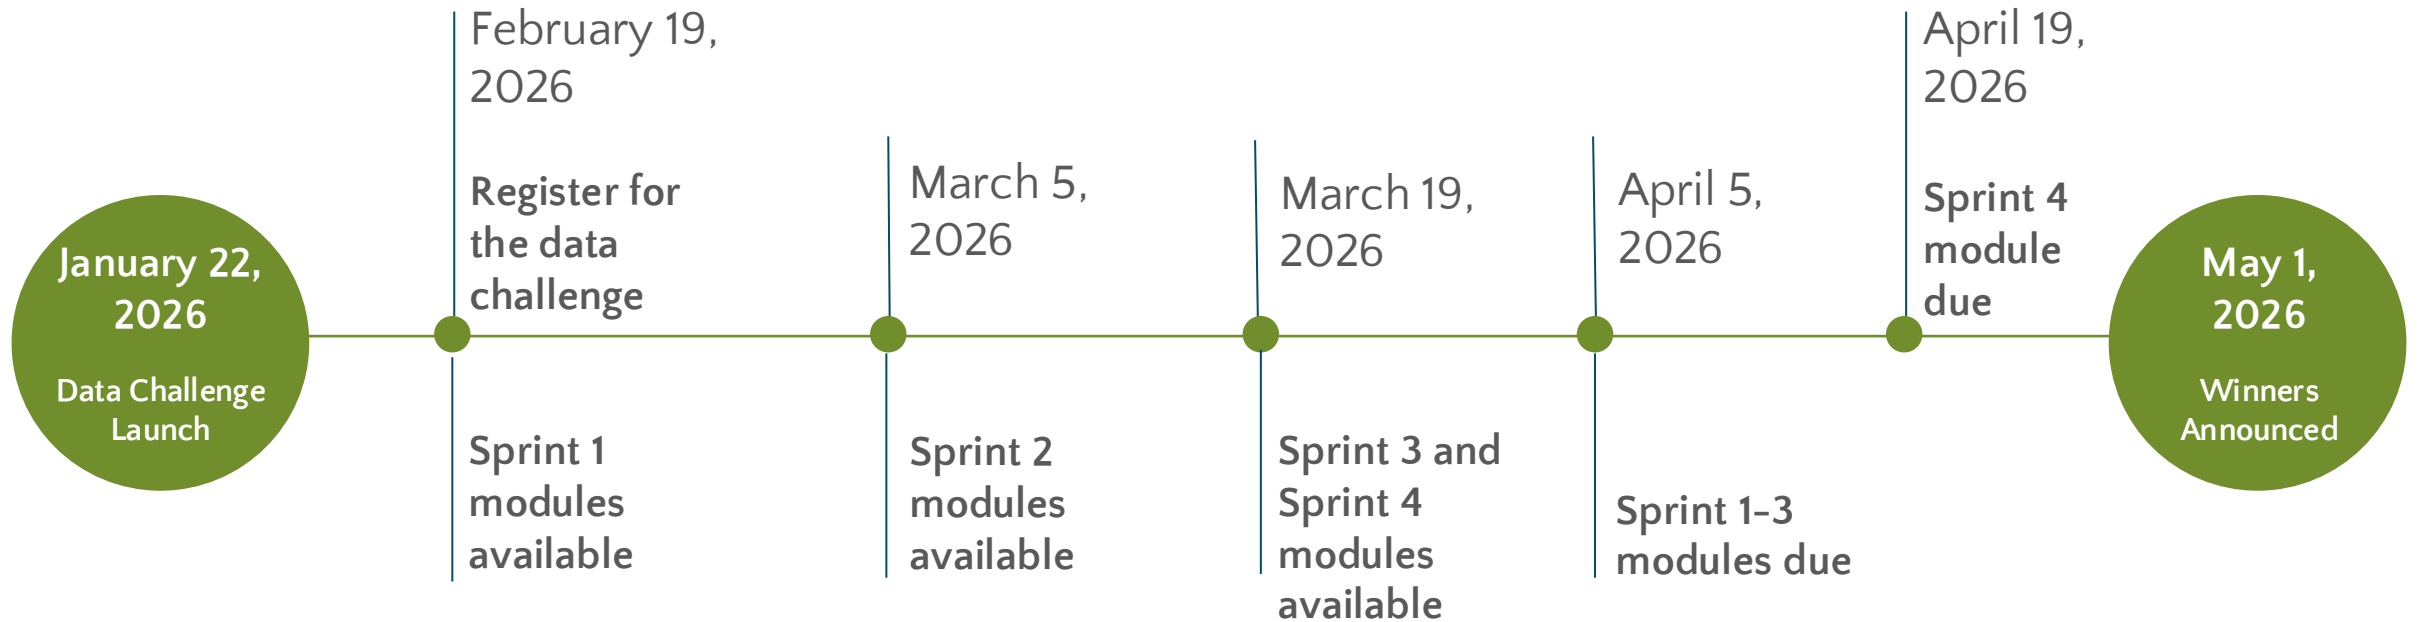 January 22,
2026
Data Challenge
Launch
February 19,
2026
Register for
the data
challenge
Sprint 1
modules
available
March 5,
2026
Sprint 2
modules
available
March 19,
2026
Sprint 3 and
Sprint 4
modules
available
April 5,
2026
Sprint 1–3
modules due
April 19,
2026
Sprint 4
module
due
May 1,
2026
Winners
Announced